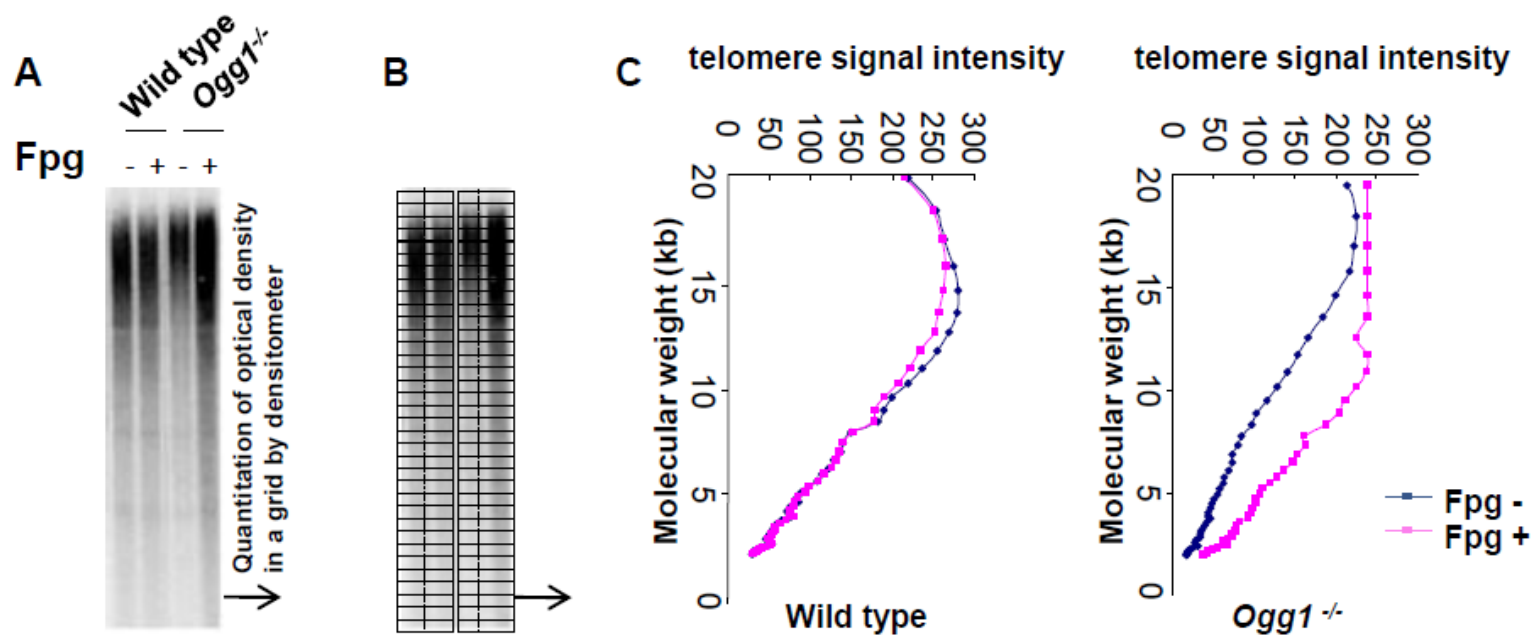 A
Wild type
Ogg1-/-
Fpg
- + - +
Quantitation of optical density
in a grid by densitometer
B
C
telomere signal intensity
0 50 100 150 200 250 300
Molecular weight (kb)
20
15
10
5
0
Wild type
telomere signal intensity
0 50 100 150 200 250 300
Molecular weight (kb)
20
15
10
5
0
Ogg1 -/-
Fpg -
Fpg +